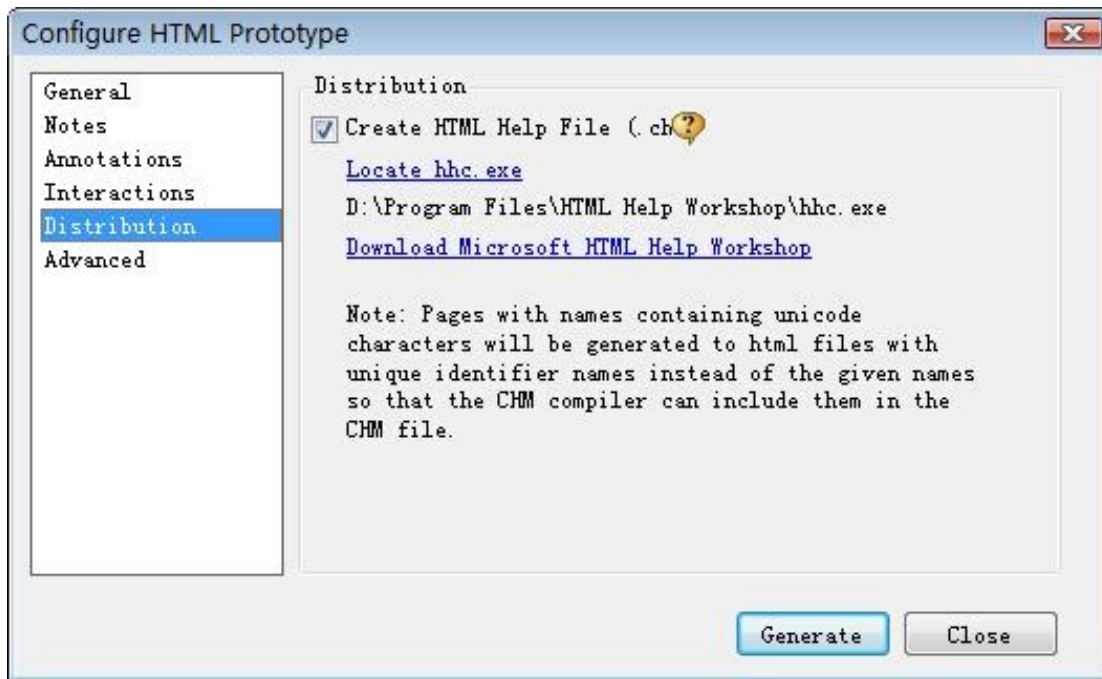 Configure HTML Prototype
General
Notes
Annotations
Interactions
Distribution
Advanced
Distribution
Create HTML Help File (.ch
Locate hhc.exe
D:\Program Files\HTML Help Workshop\hhc.exe
Download Microsoft HTML Help Workshop
Note: Pages with names containing unicode
characters will be generated to html files with
unique identifier names instead of the given names
so that the CHM compiler can include them in the
CHM file.
Generate
Close